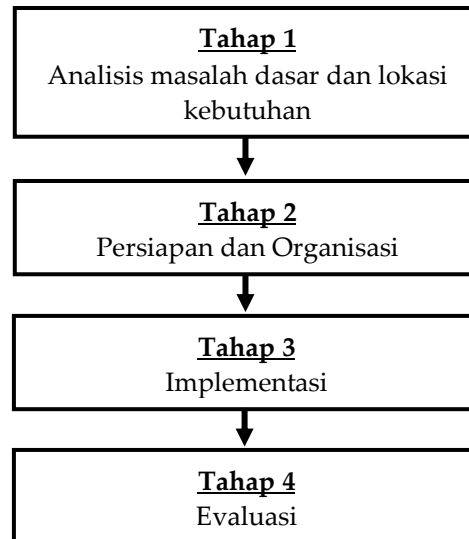 Tahap 1
Analisis masalah dasar dan lokasi
kebutuhan
Tahap 2
Persiapan dan Organisasi
Tahap 3
Implementasi
Tahap 4
Evaluasi